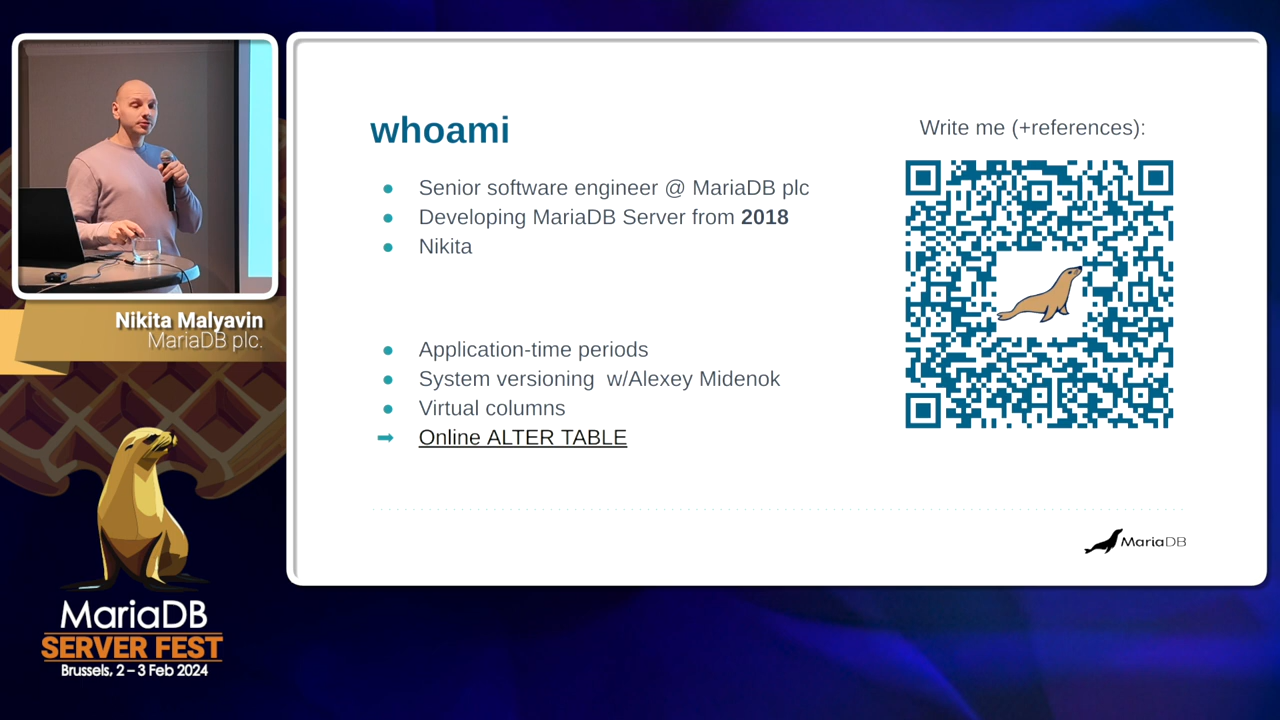 Nikita Malyavin
MariaDB plc.
MariaDB
SERVER FEST
Brussels, 2 – 3 Feb 2024
whoami
Senior software engineer @ MariaDB plc
Developing MariaDB Server from 2018
Nikita
Application-time periods
System versioning w/Alexey Midenok
Virtual columns
Online ALTER TABLE
Write me (+references):
MariaDB